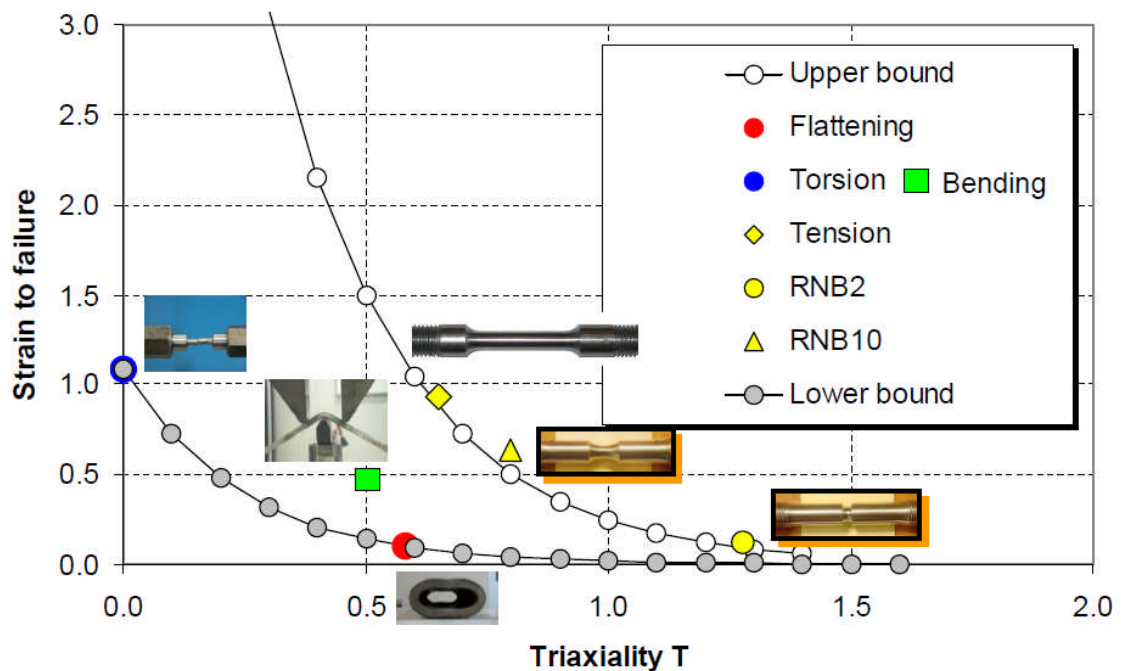 3.0
2.5
2.0
1.5
1.0
0.5
0.0
Strain to failure
Upper bound
Flattening
Torsion
Bending
Tension
RNB2
RNB10
Lower bound
0.0 0.5 1.0 1.5 2.0
Triaxiality T